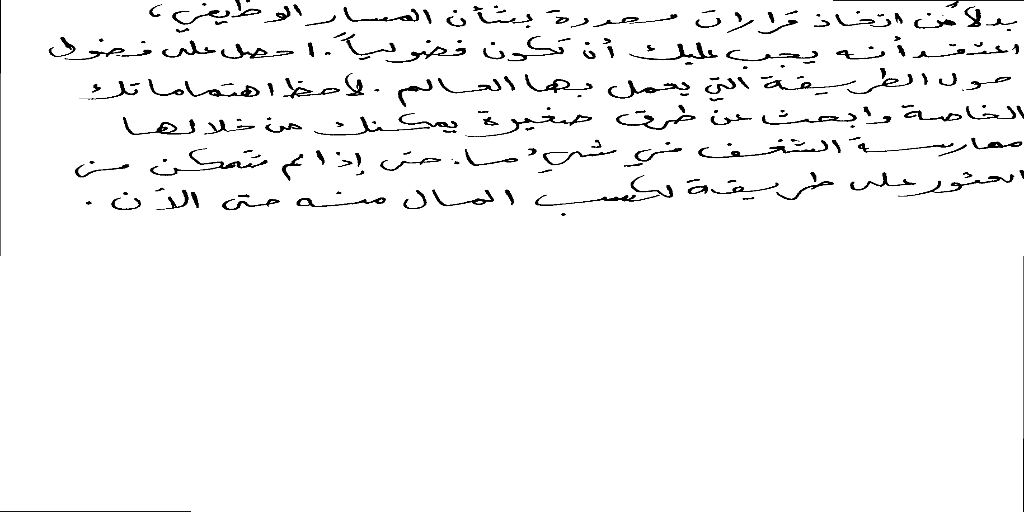 بدلاً من اتخاذ قرارات محددة بشأن المسار الوظيفي،
اعتقد أنه يجب عليك أن تكون فضولياً. احصل على فضول
حول الطريقة التي يعمل بها العالم. لاحظ اهتماماتك
الخاصة وابحث عن طرق صغيرة يمكنك من خلالها
ممارسة الشغف في شيء ما. حتى إذا لم تتمكن من
العثور على طريقة لكسب المال منه حتى الآن.